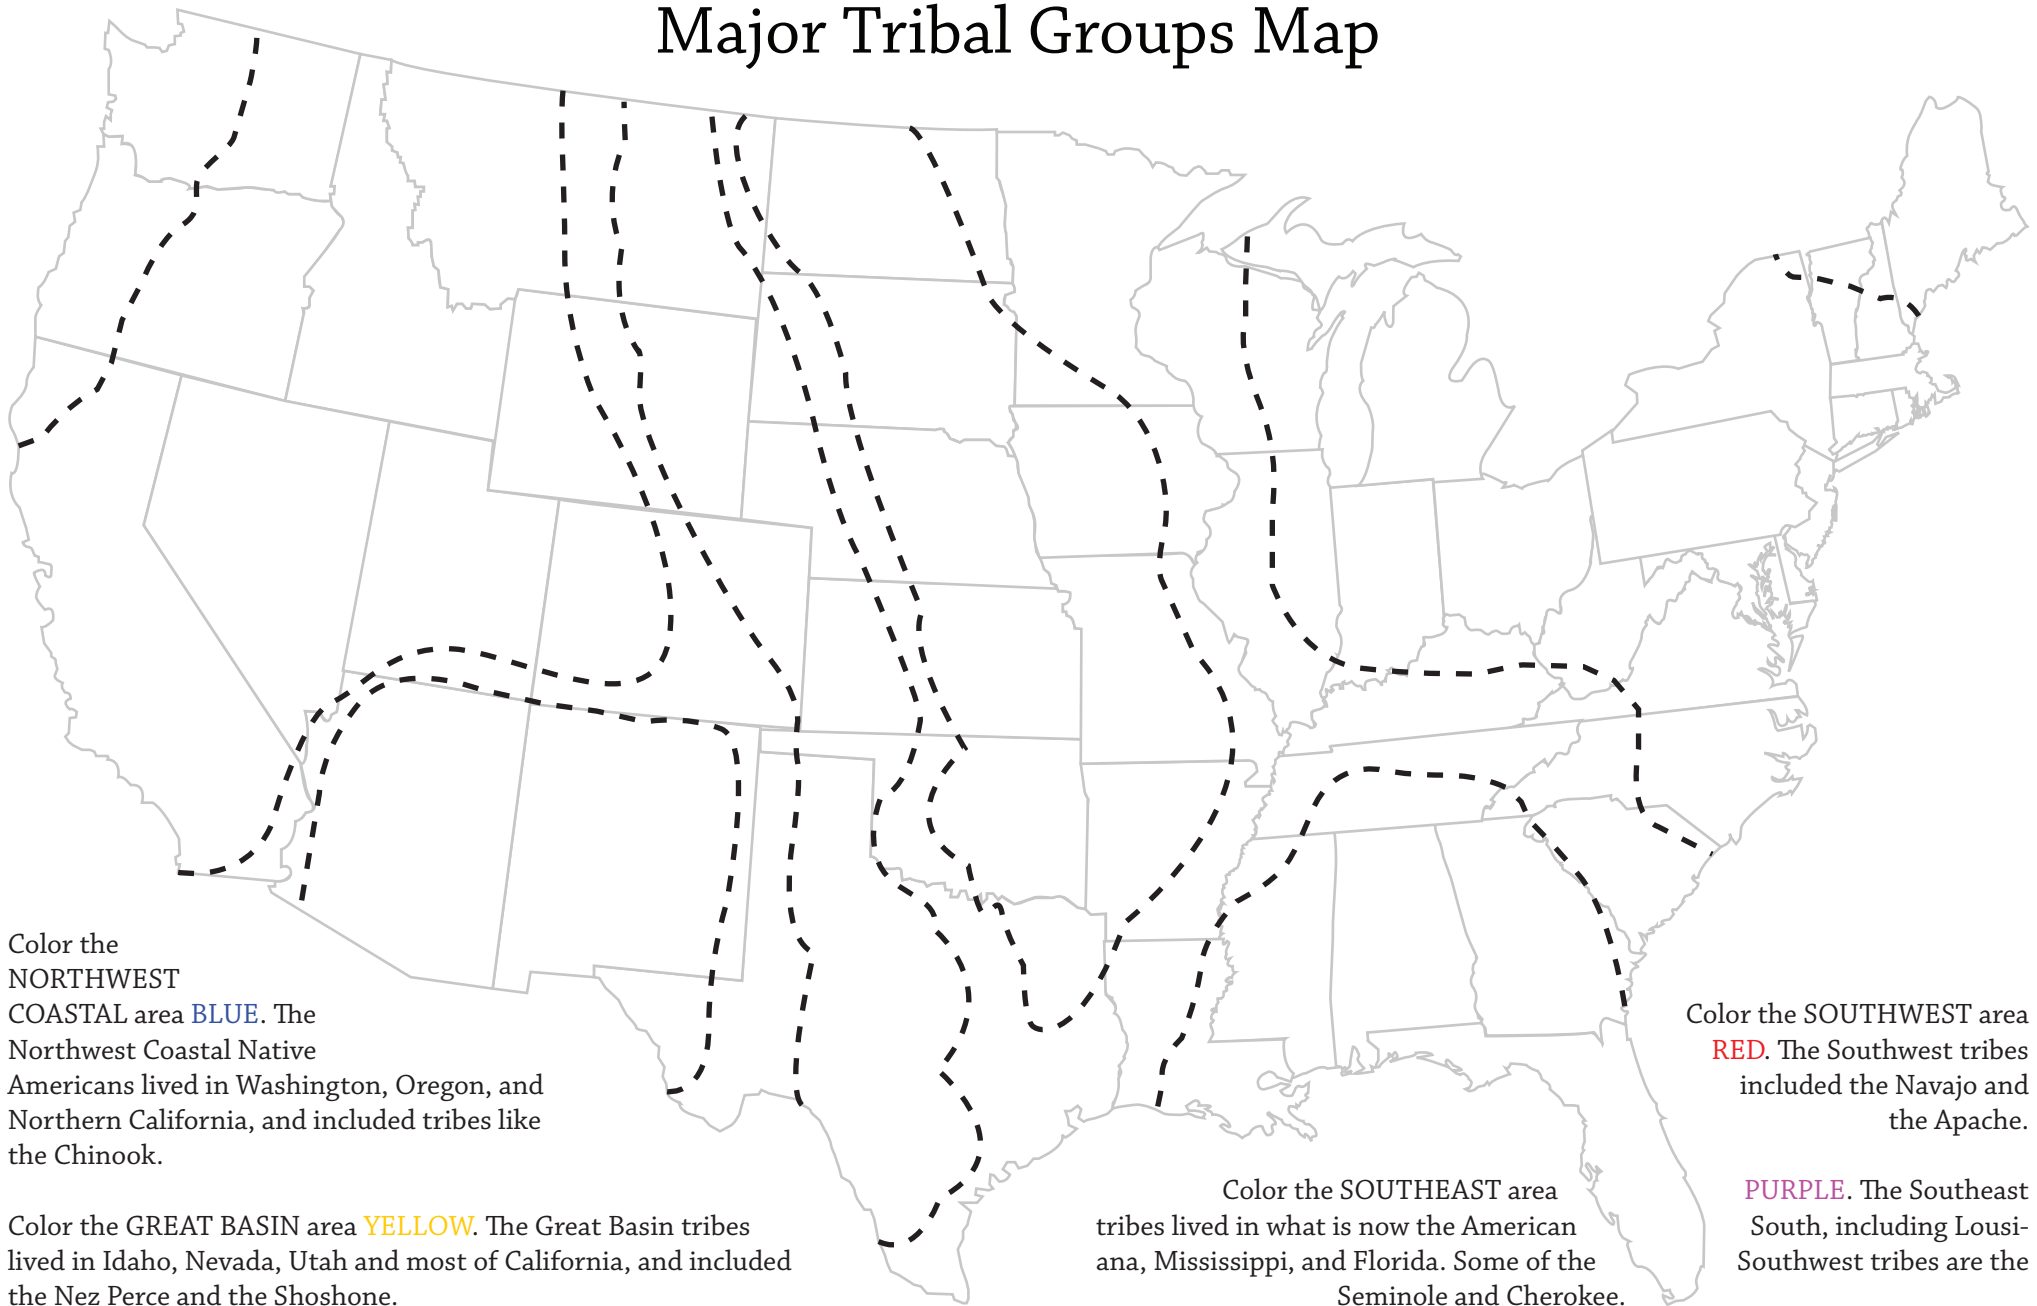 Major Tribal Groups Map
Color the
NORTHWEST
COASTAL area BLUE. The
Northwest Coastal Native
Americans lived in Washington, Oregon, and
Northern California, and included tribes like
the Chinook.
Color the GREAT BASIN area YELLOW. The Great Basin tribes
lived in Idaho, Nevada, Utah and most of California, and included
the Nez Perce and the Shoshone.
Color the SOUTHWEST area
RED. The Southwest tribes
included the Navajo and
the Apache.
Color the SOUTHEAST area PURPLE. The Southeast
tribes lived in what is now the American South, including Lousi-
ana, Mississippi, and Florida. Some of the Southwest tribes are the
Seminole and Cherokee.